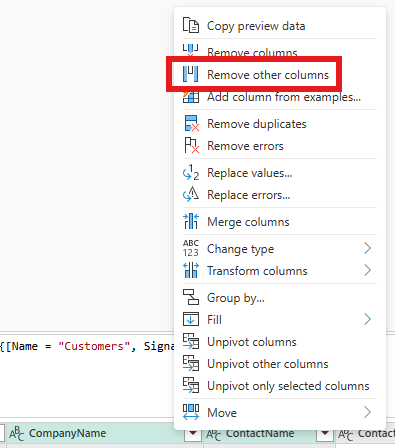 Copy preview data
Remove columns
Remove other columns
Add column from examples...
Remove duplicates
Remove errors
Replace values...
Replace errors...
Merge columns
Change type
Transform columns
Group by...
Fill
Unpivot columns
Unpivot other columns
Unpivot only selected columns
Move
{[Name = "Customers", Signa
CompanyName
ContactName
Contact